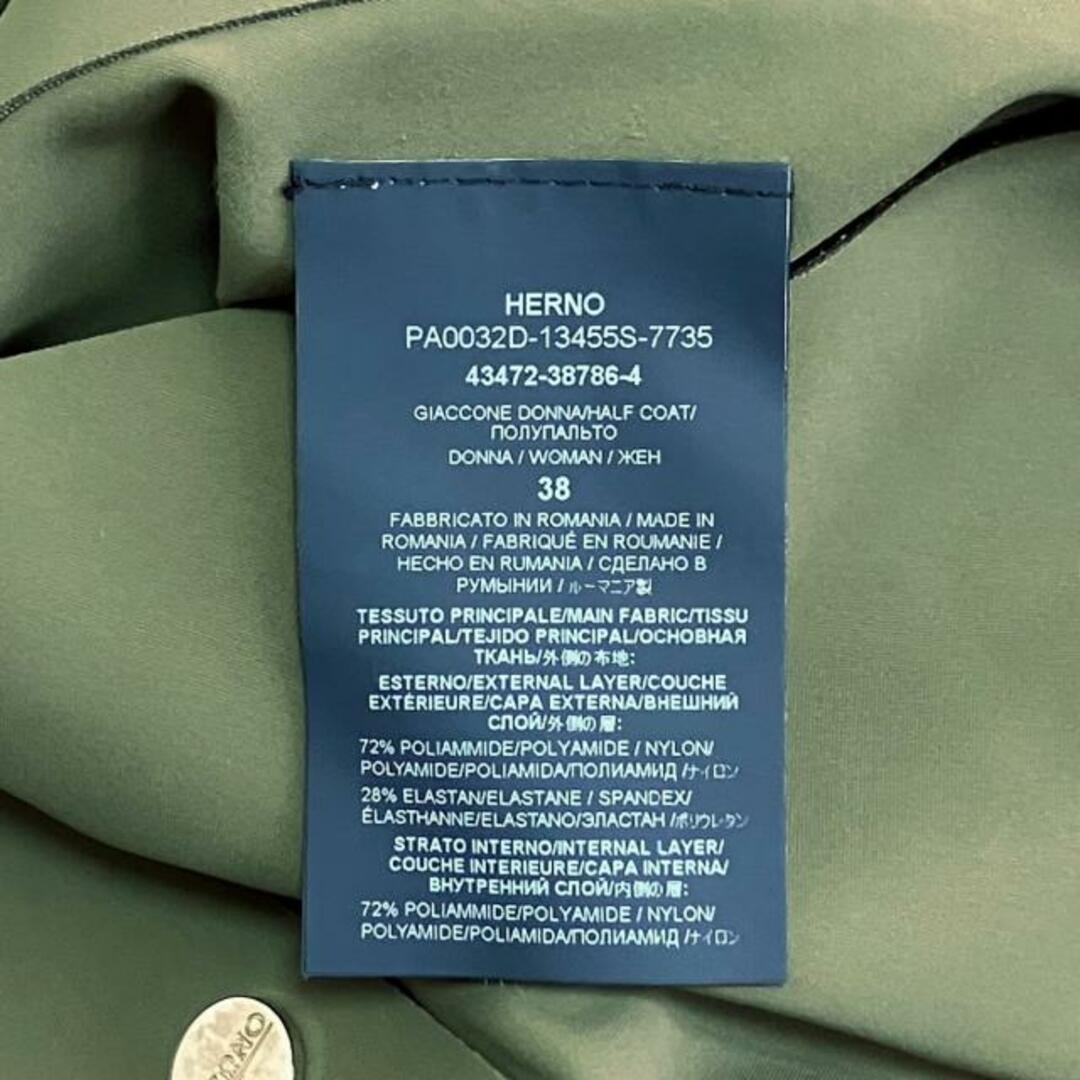 HERNO
PA0032D-13455S-7735
43472-38786-4
GIACCONE DONNA/HALF COAT/
ПОЛУПАЛЬТО
DONNA / WOMAN / ЖЕН
38
FABBRICATO IN ROMANIA / MADE IN
ROMANIA / FABRIQUÉ EN ROUMANIE /
HECHO EN RUMANIA / СДЕЛАНО В
РУМЫНИИ / ルーマニア製
TESSUTO PRINCIPALE/MAIN FABRIC/TISSU
PRINCIPAL/TEJIDO PRINCIPAL/ОСНОВНАЯ
ТКАНЬ/外側の布地:
ESTERNO/EXTERNAL LAYER/COUCHE
EXTÉRIEURE/CAPA EXTERNA/ВНЕШНИЙ
СЛОЙ/外側の層:
72% POLIAMMIDE/POLYAMIDE / NYLON/
POLYAMIDE/POLIAMIDA/ПОЛИАМИД /ナイロン
28% ELASTAN/ELASTANE / SPANDEX/
ÉLASTHANNE/ELASTANO/ЭЛАСТАН /ポリウレタン
STRATO INTERNO/INTERNAL LAYER/
COUCHE INTERIEURE/CAPA INTERNA/
ВНУТРЕННИЙ СЛОЙ/内側の層:
72% POLIAMMIDE/POLYAMIDE / NYLON/
POLYAMIDE/POLIAMIDA/ПОЛИАМИД /ナイロン